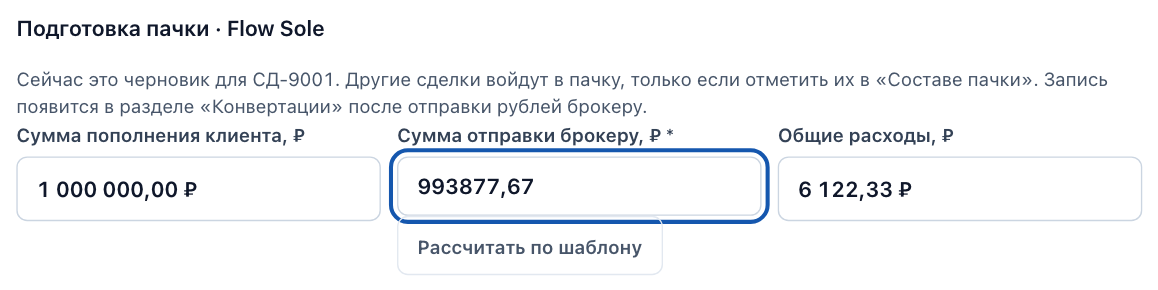 Подготовка пачки · Flow Sole
Сейчас это черновик для СД-9001. Другие сделки войдут в пачку, только если отметить их в «Составе пачки». Запись
появится в разделе «Конвертации» после отправки рублей брокеру.
Сумма пополнения клиента, ₽
Сумма отправки брокеру, ₽ *
Общие расходы, ₽
1 000 000,00 ₽
993877,67
6 122,33 ₽
Рассчитать по шаблону